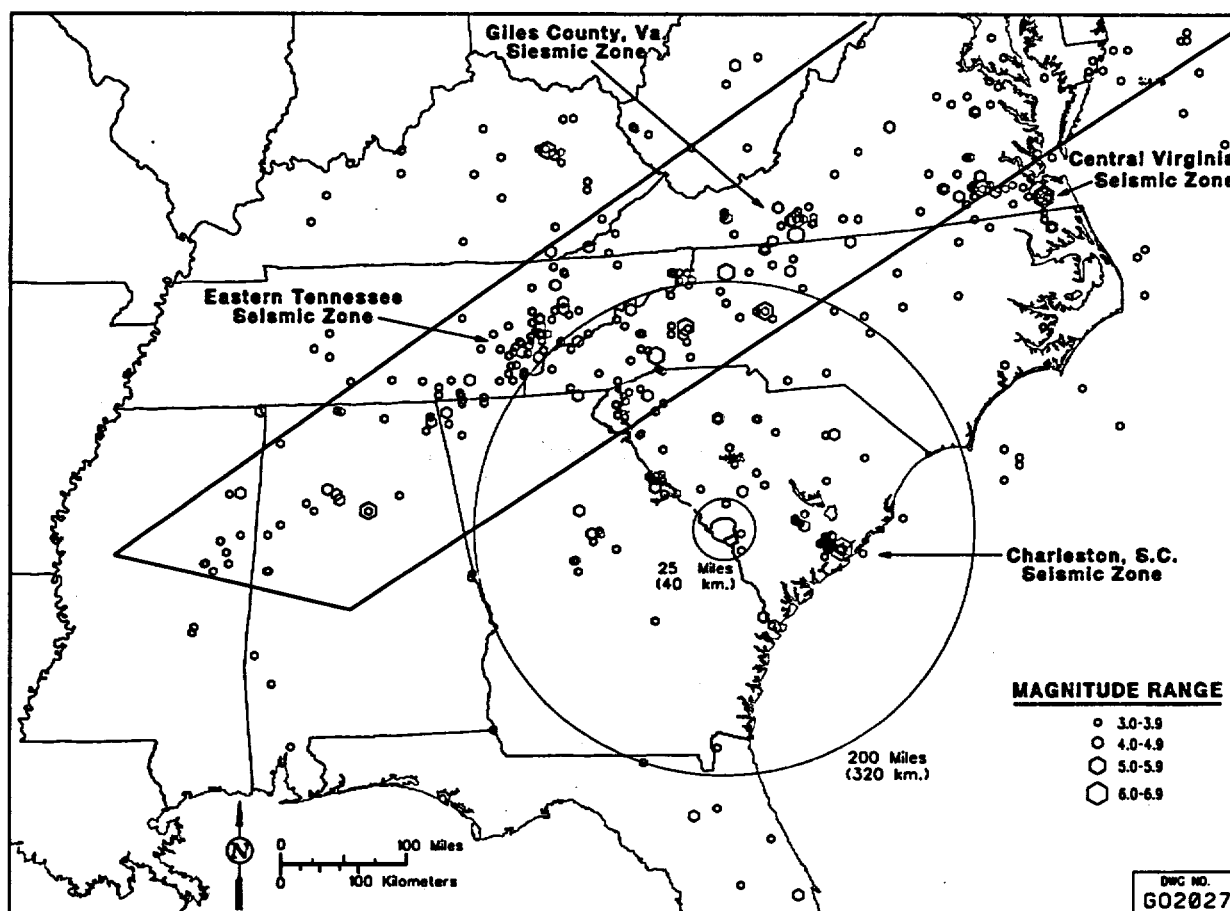 Giles County, Va
Siesmic Zone
Central Virginia
Seismic Zone
Eastern Tennessee
Seismic Zone
Charleston, S.C.
Seismic Zone
25 Miles
(40 km.)
200 Miles
(320 km.)
MAGNITUDE RANGE
3.0-3.9
4.0-4.9
5.0-5.9
6.0-6.9
N
0 100 Miles
0 100 Kilometers
DWG NO.
G02027